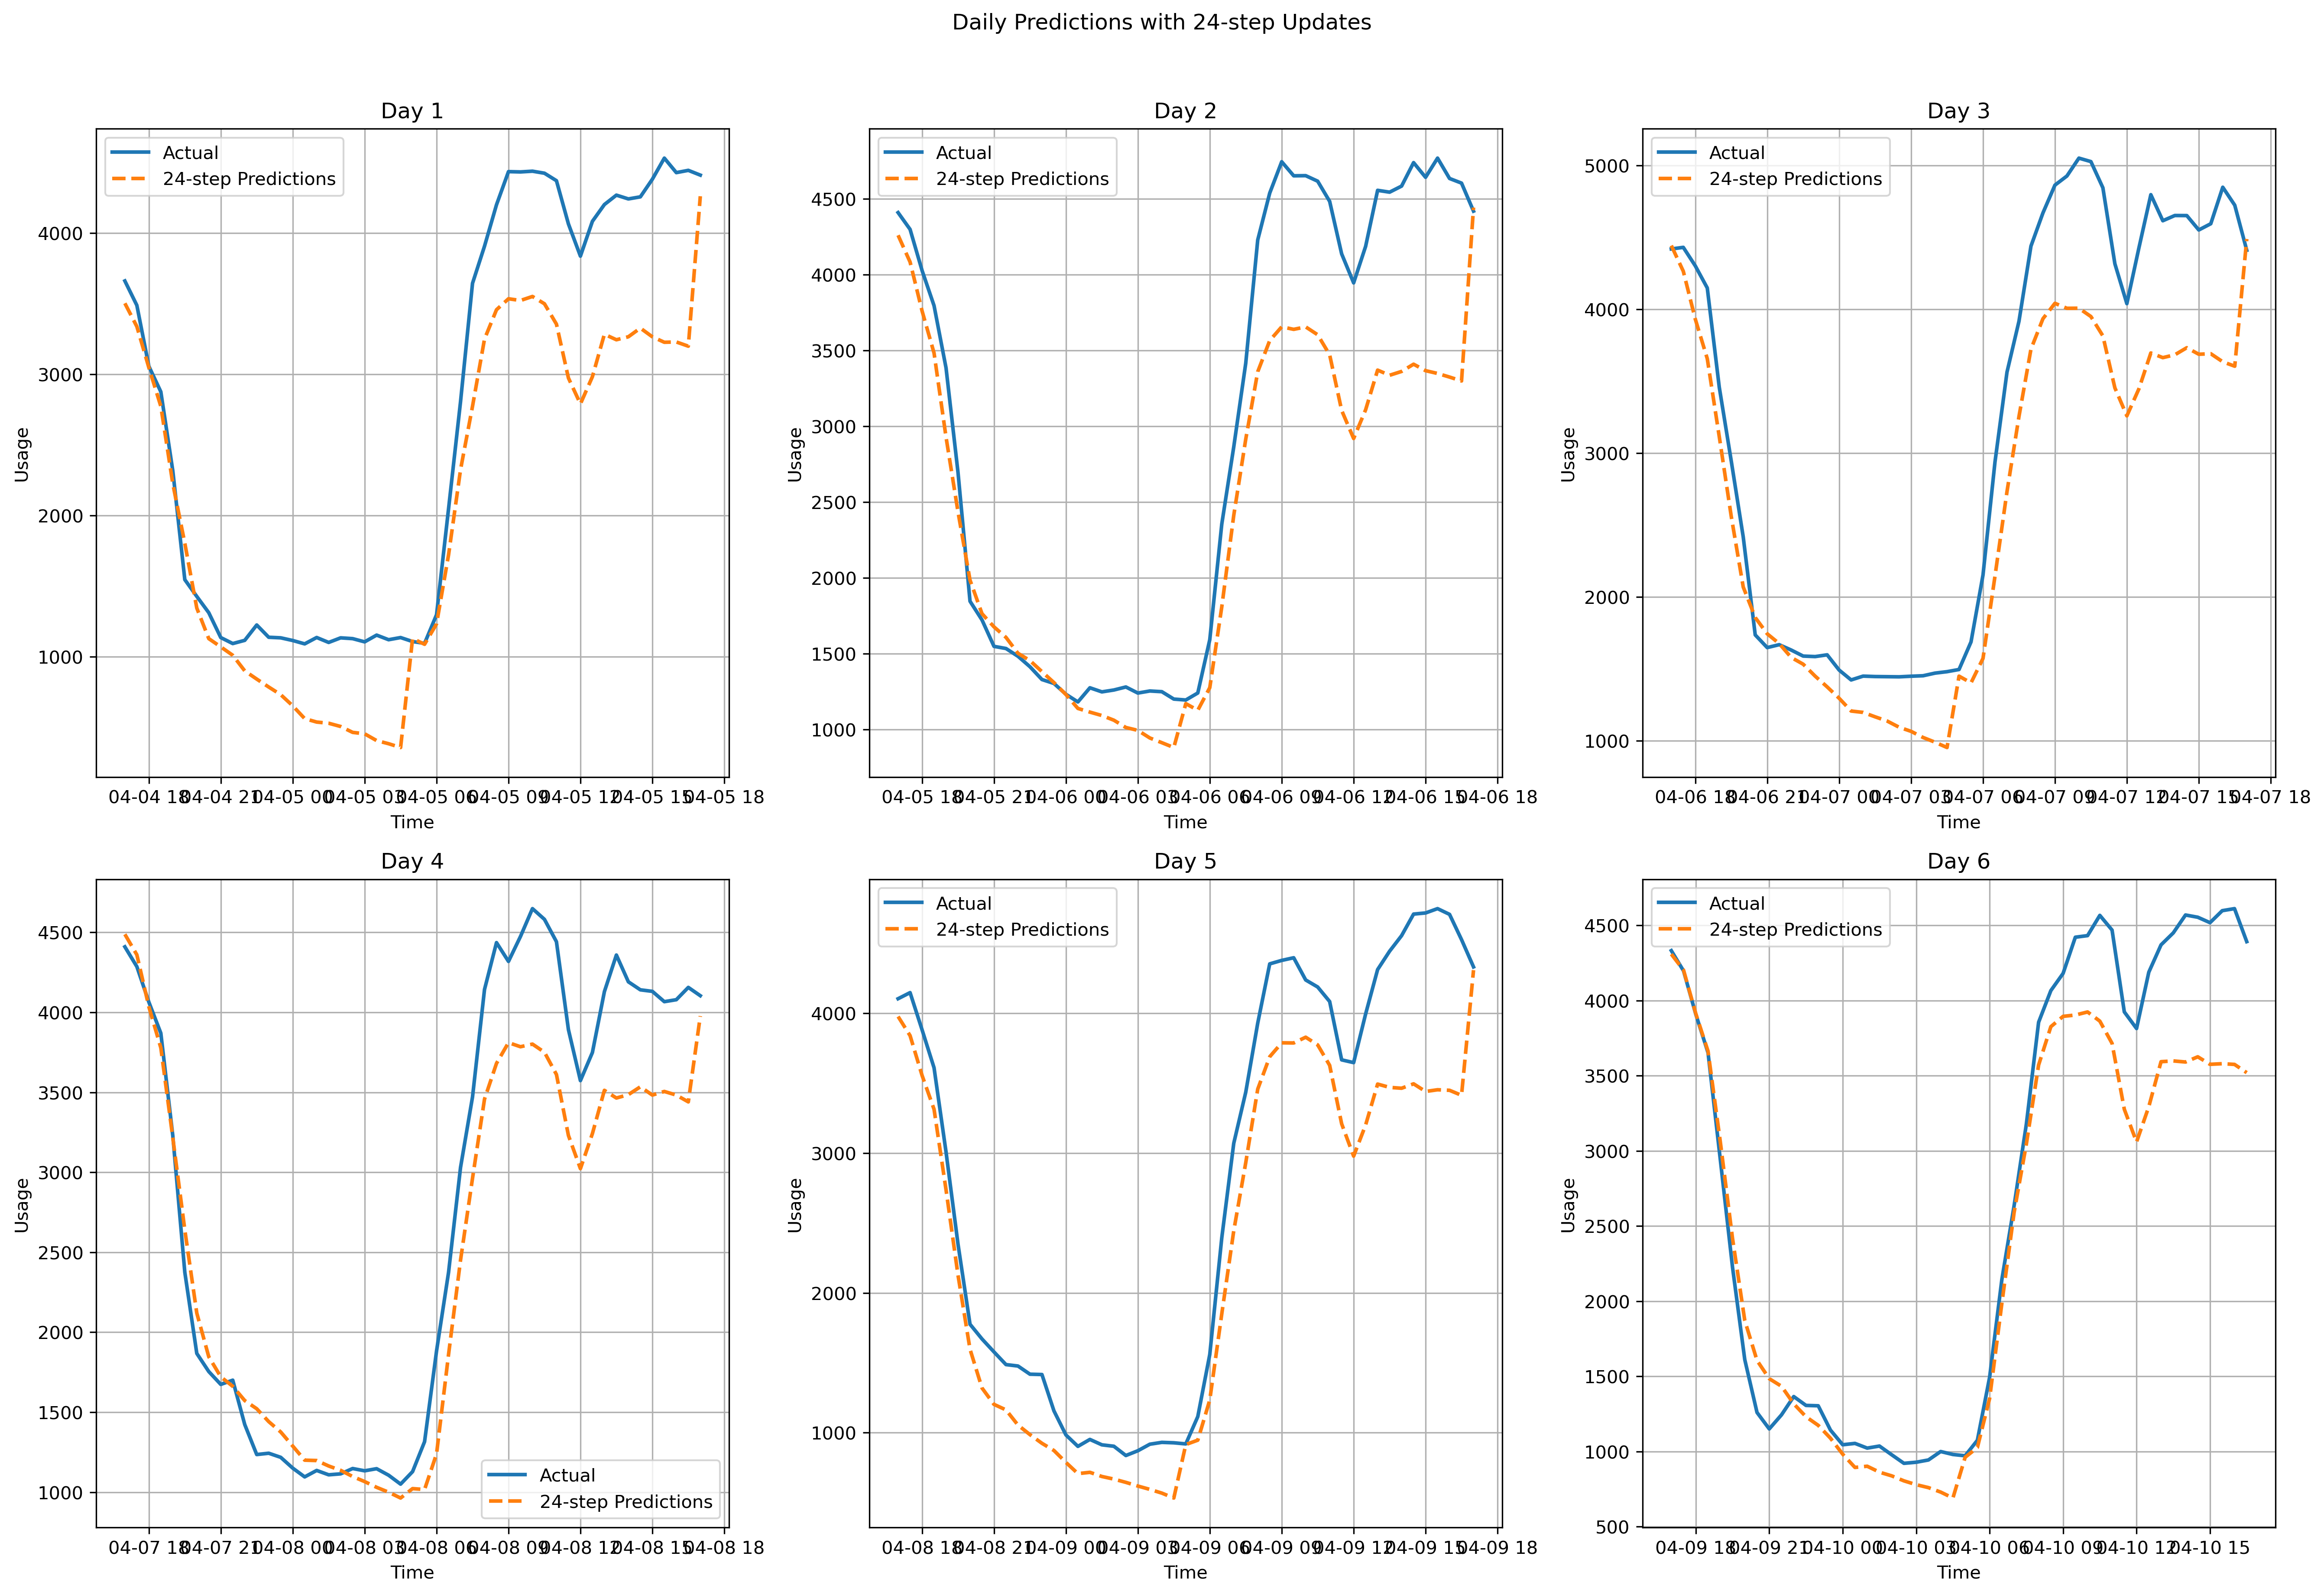 Daily Predictions with 24-step Updates
Day 1
Actual
24-step Predictions
Usage
4000
3000
2000
1000
04-04 18 04-04 21 04-05 00 04-05 03 04-05 06 04-05 09 04-05 12 04-05 15 04-05 18
Time
Day 2
Actual
24-step Predictions
Usage
4500
4000
3500
3000
2500
2000
1500
1000
04-05 18 04-05 21 04-06 00 04-06 03 04-06 06 04-06 09 04-06 12 04-06 15 04-06 18
Time
Day 3
Actual
24-step Predictions
Usage
5000
4000
3000
2000
1000
04-06 18 04-06 21 04-07 00 04-07 03 04-07 06 04-07 09 04-07 12 04-07 15 04-07 18
Time
Day 4
Usage
4500
4000
3500
3000
2500
2000
1500
1000
Actual
24-step Predictions
04-07 18 04-07 21 04-08 00 04-08 03 04-08 06 04-08 09 04-08 12 04-08 15 04-08 18
Time
Day 5
Actual
24-step Predictions
Usage
4000
3000
2000
1000
04-08 18 04-08 21 04-09 00 04-09 03 04-09 06 04-09 09 04-09 12 04-09 15 04-09 18
Time
Day 6
Actual
24-step Predictions
Usage
4500
4000
3500
3000
2500
2000
1500
1000
500
04-09 18 04-09 21 04-10 00 04-10 03 04-10 06 04-10 09 04-10 12 04-10 15
Time